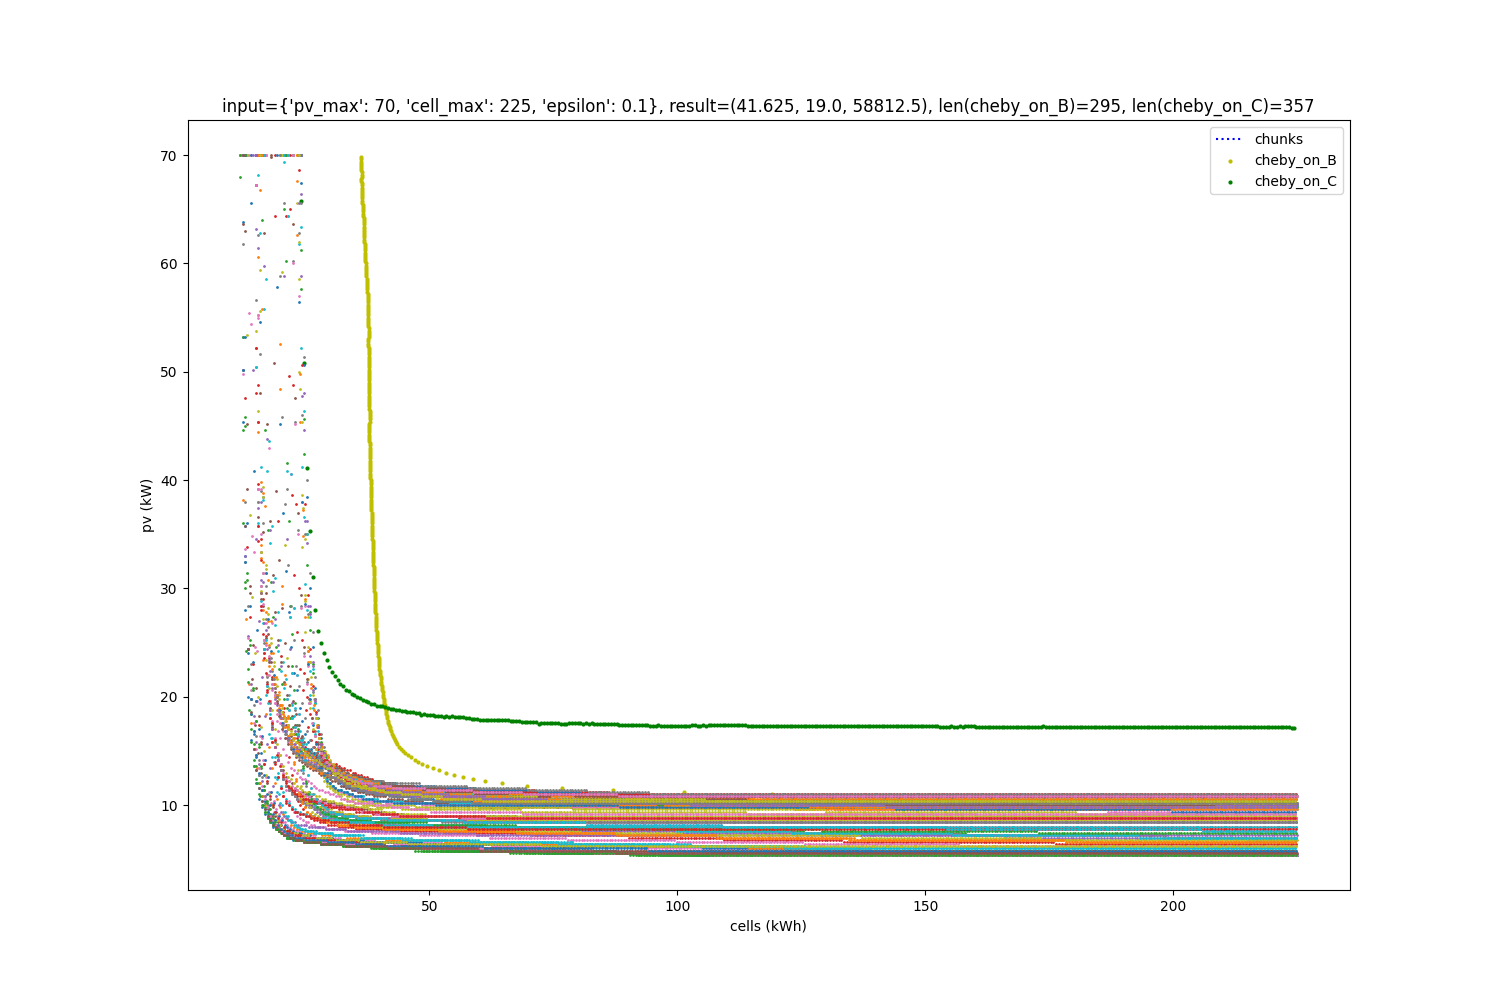 input={'pv_max': 70, 'cell_max': 225, 'epsilon': 0.1}, result=(41.625, 19.0, 58812.5), len(cheby_on_B)=295, len(cheby_on_C)=357
chunks
cheby_on_B
cheby_on_C
70
60
50
40
30
20
10
pv (kW)
50
100
150
200
cells (kWh)